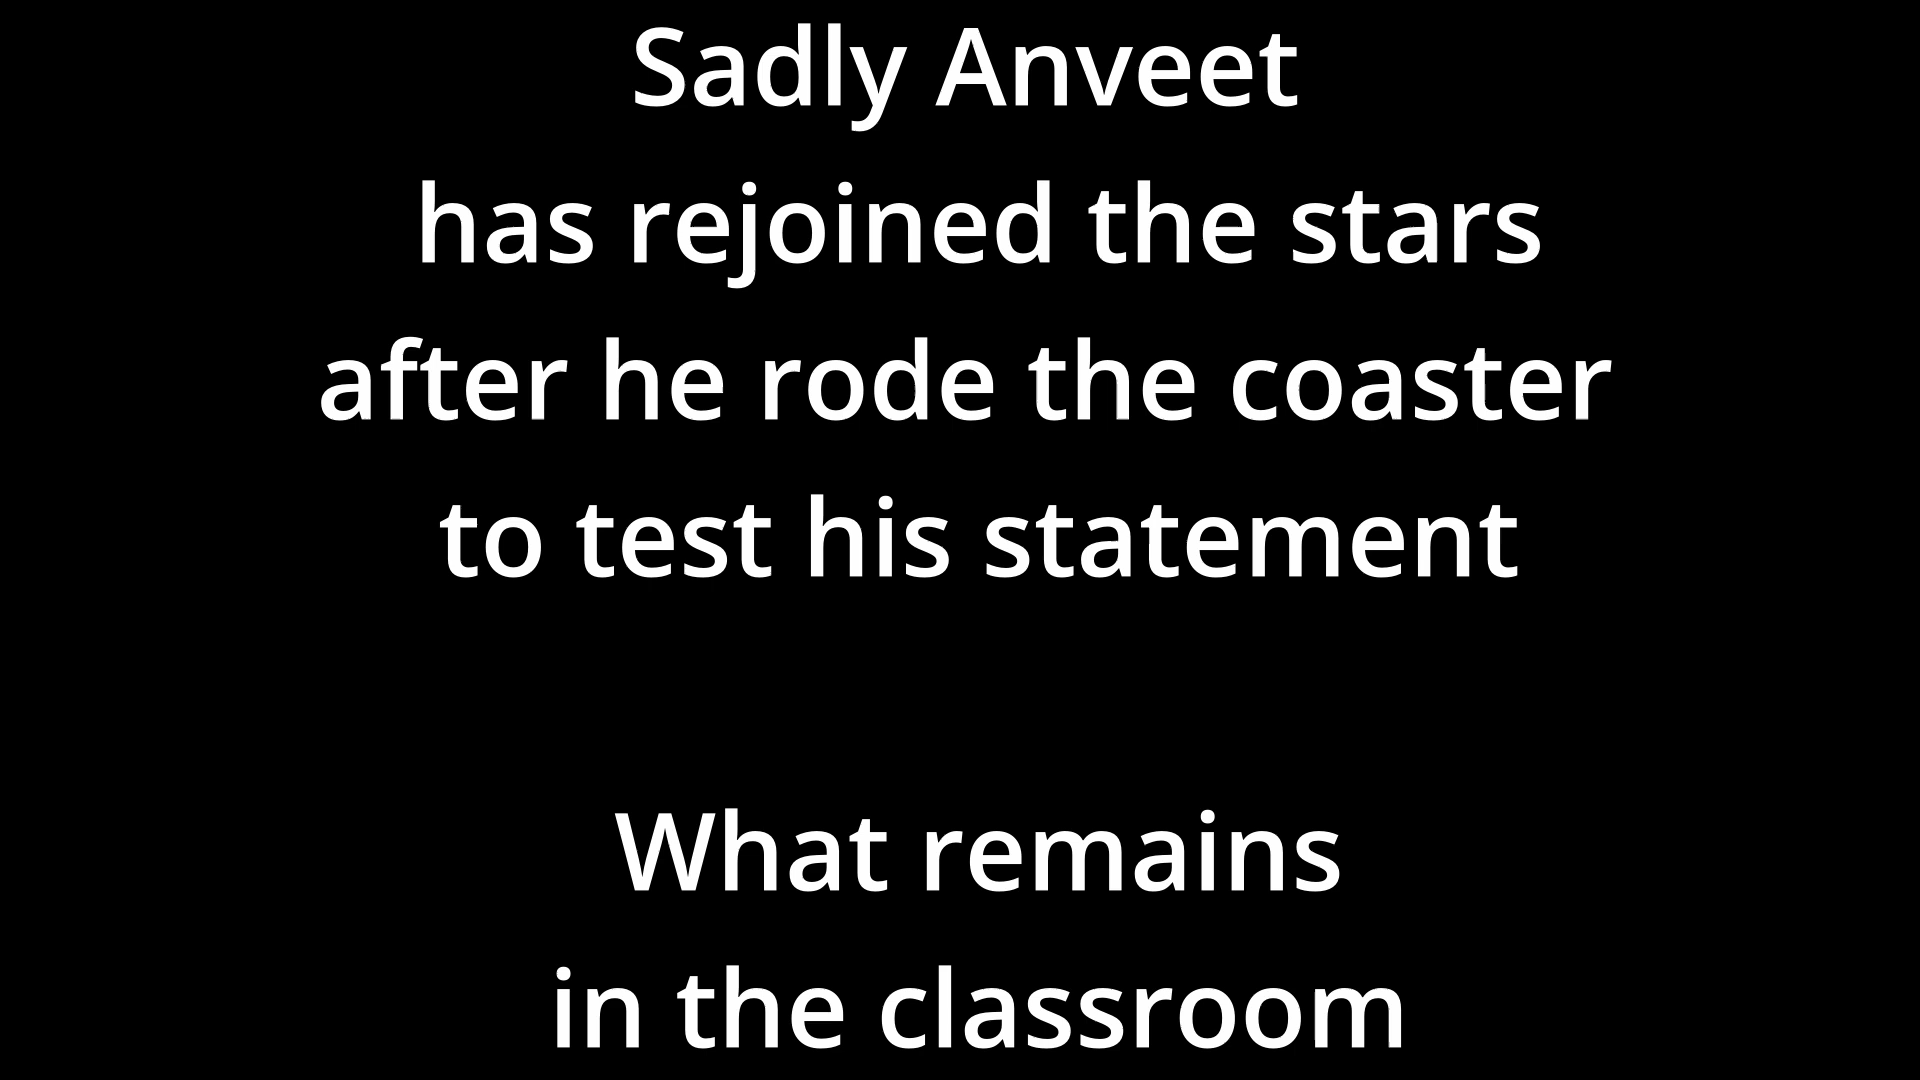 Sadly Anveet
has rejoined the stars
after he rode the coaster
to test his statement
What remains
in the classroom